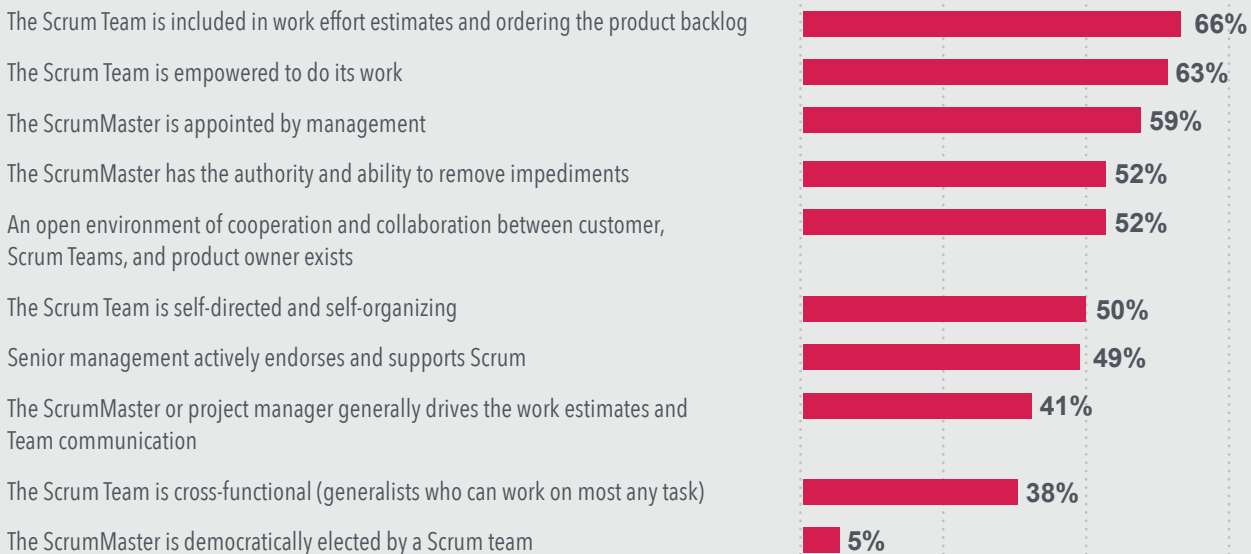 The Scrum Team is included in work effort estimates and ordering the product backlog 66%
The Scrum Team is empowered to do its work 63%
The ScrumMaster is appointed by management 59%
The ScrumMaster has the authority and ability to remove impediments 52%
An open environment of cooperation and collaboration between customer, 52%
Scrum Teams, and product owner exists
The Scrum Team is self-directed and self-organizing 50%
Senior management actively endorses and supports Scrum 49%
The ScrumMaster or project manager generally drives the work estimates and 41%
Team communication
The Scrum Team is cross-functional (generalists who can work on most any task) 38%
The ScrumMaster is democratically elected by a Scrum team 5%